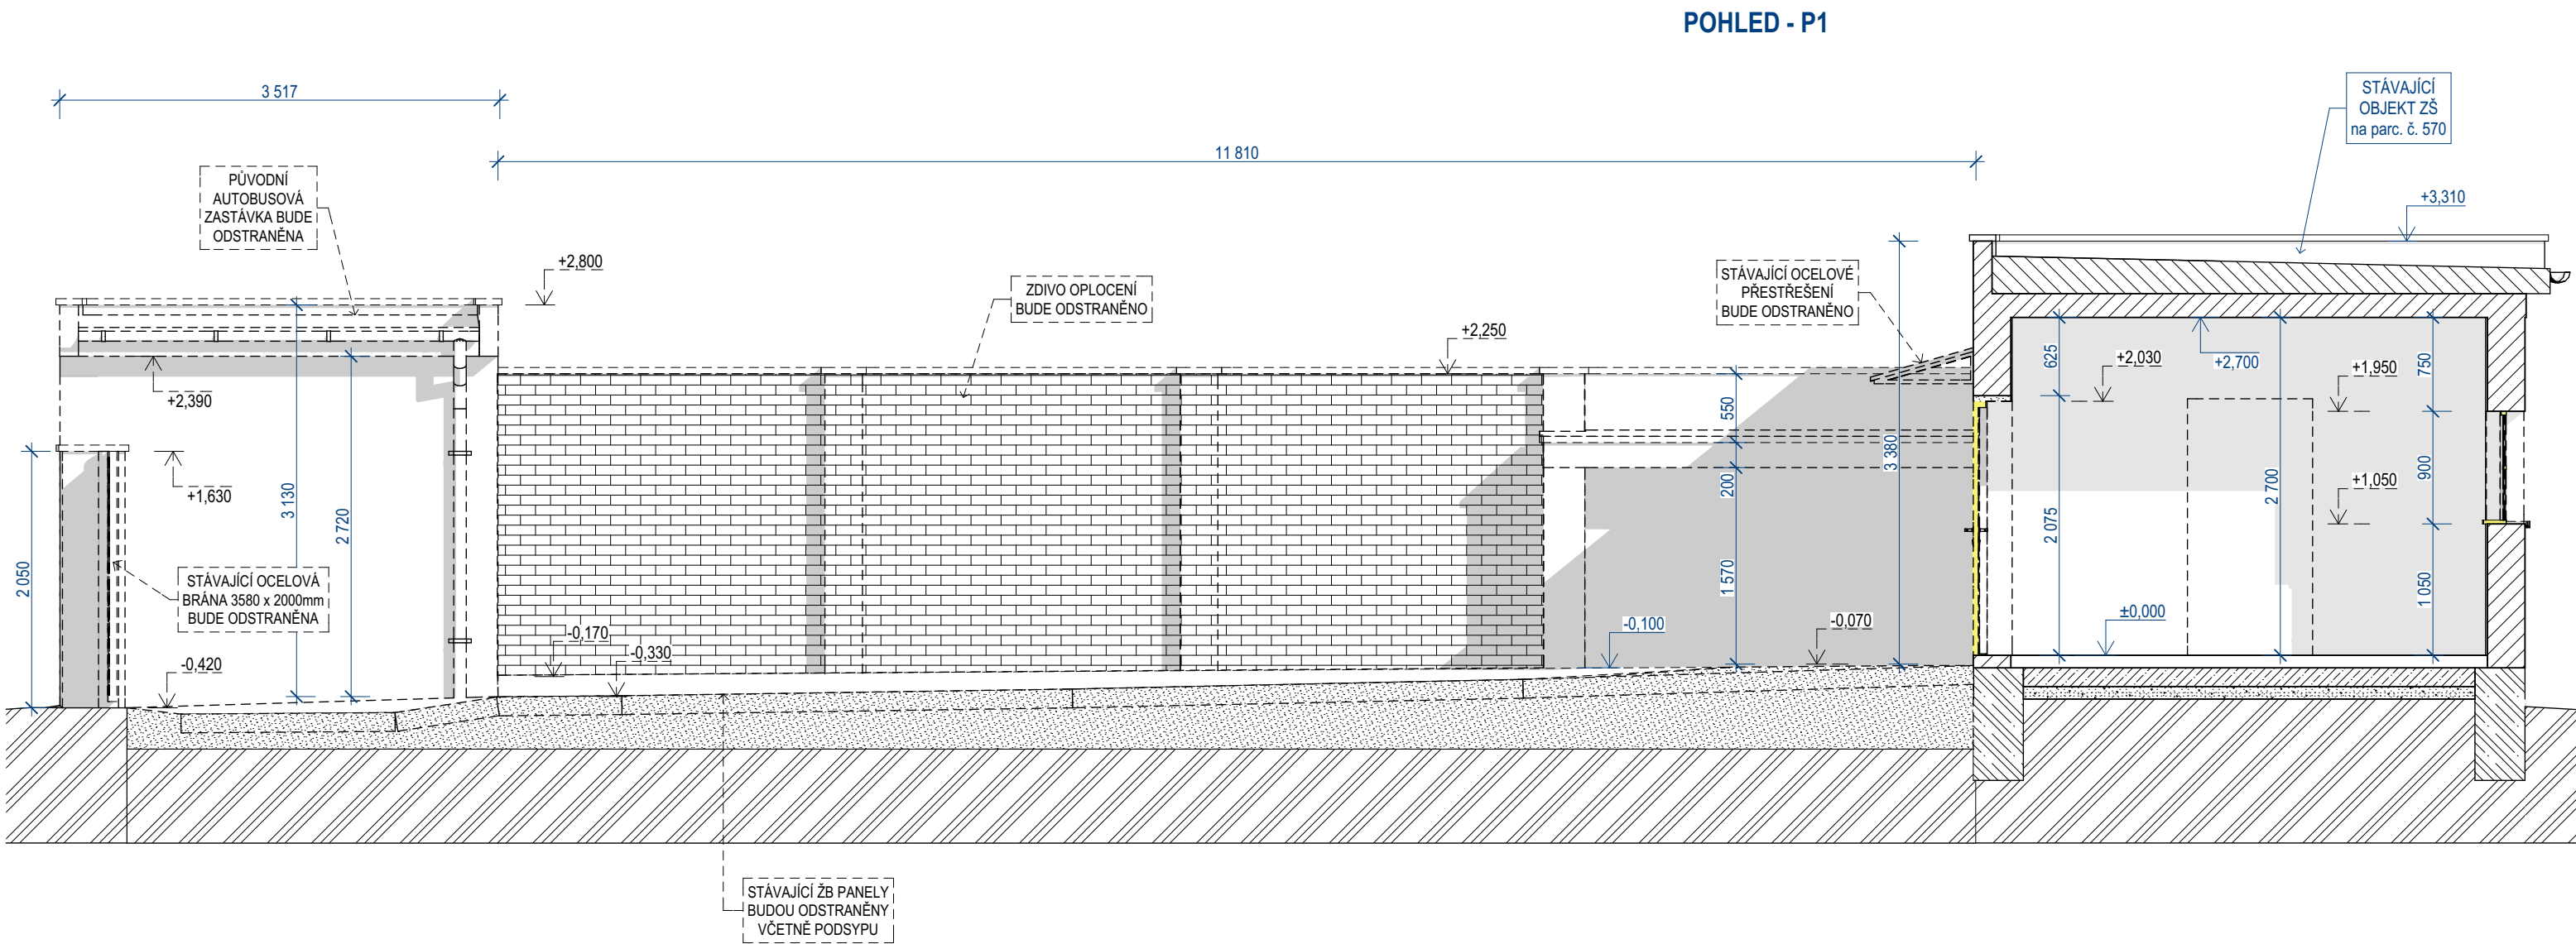 POHLED - P1
3 517
11 810
STÁVAJÍCÍ
OBJEKT ZŠ
na parc. č. 570
PŮVODNÍ
AUTOBUSOVÁ
ZASTÁVKA BUDE
ODSTRANĚNA
+3,310
+2,800
ZDIVO OPLOCENÍ
BUDE ODSTRANĚNO
STÁVAJÍCÍ OCELOVÉ
PŘESTŘEŠENÍ
BUDE ODSTRANĚNO
+2,250
+2,390
+1,630
2 050
3 130
2 720
STÁVAJÍCÍ OCELOVÁ
BRÁNA 3580 x 2000mm
BUDE ODSTRANĚNA
-0,420
-0,170
-0,330
550
200
1 570
3 380
-0,100
-0,070
625
2 075
+2,030
+2,700
2 700
+1,950
+1,050
750
900
1 050
±0,000
STÁVAJÍCÍ ŽB PANELY
BUDOU ODSTRANĚNY
VČETNĚ PODSYPU